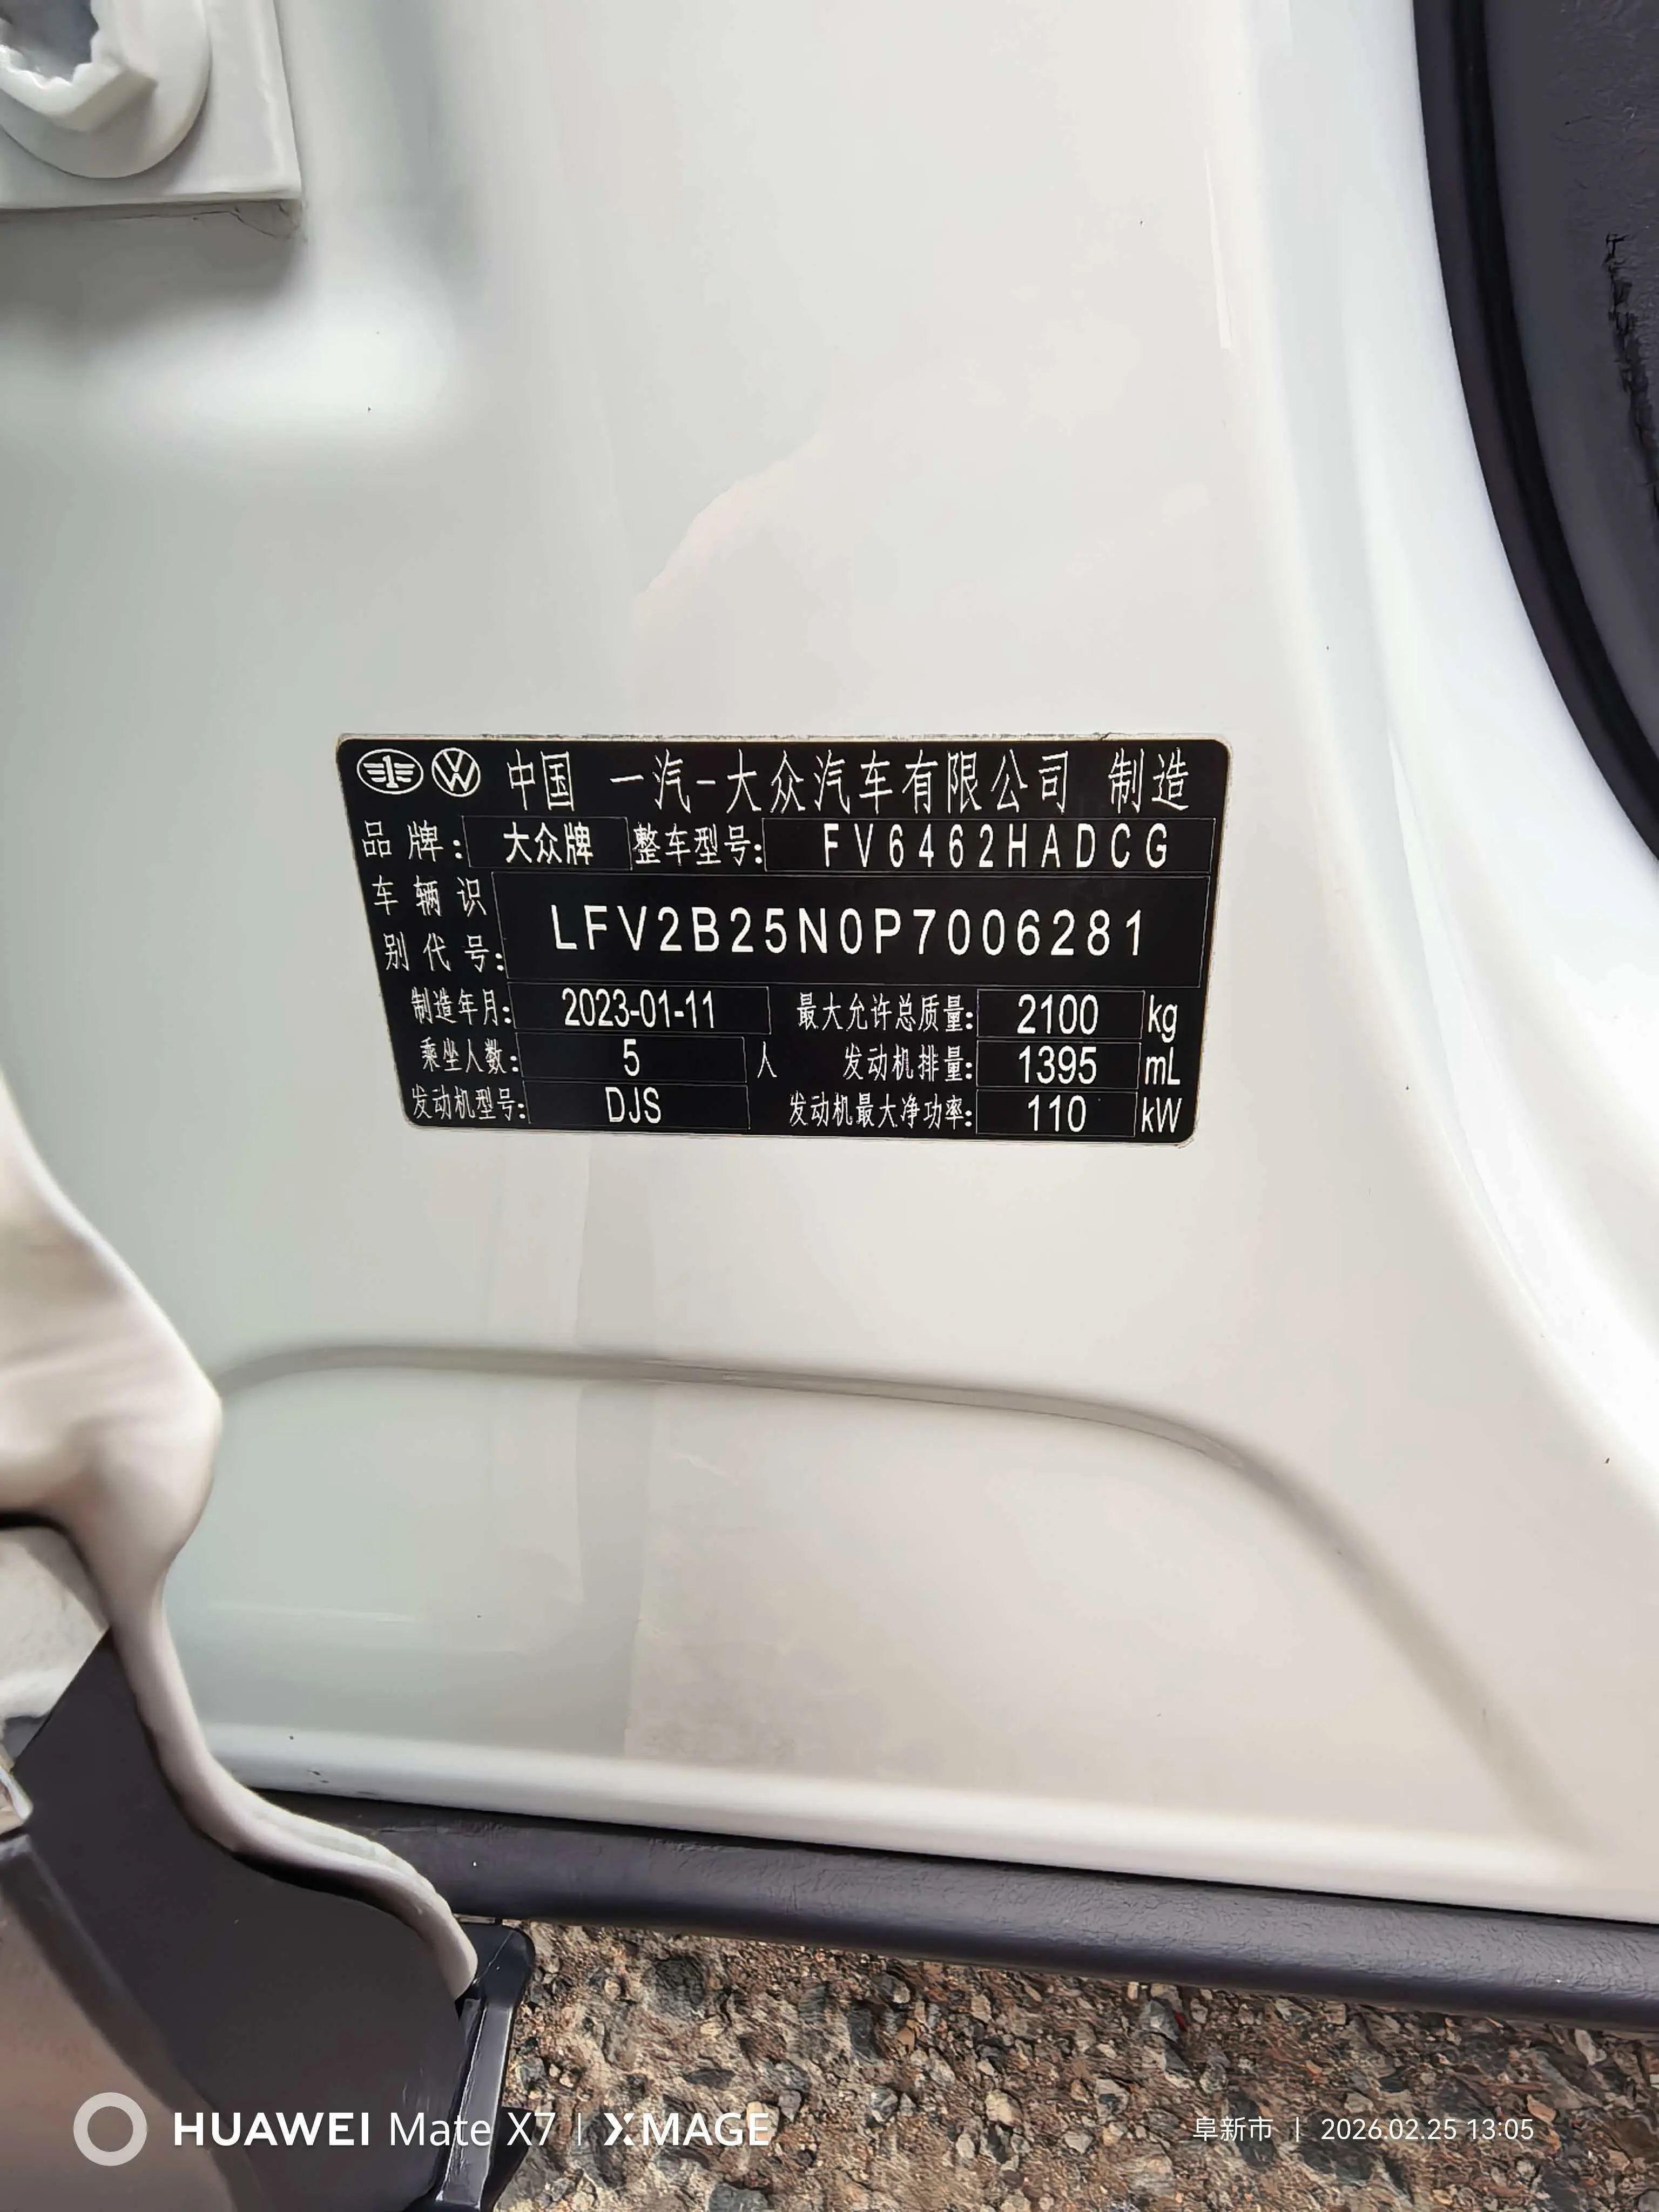 中国 一汽-大众汽车有限公司 制造
品牌: 大众牌 整车型号: FV6462HADCG
车辆识别代号: LFV2B25N0P7006281
制造年月: 2023-01-11 最大允许总质量: 2100 kg
乘坐人数: 5 人 发动机排量: 1395 mL
发动机型号: DJS 发动机最大净功率: 110 kW
HUAWEI Mate X7 | XMAGE
阜新市 | 2026.02.25 13:05